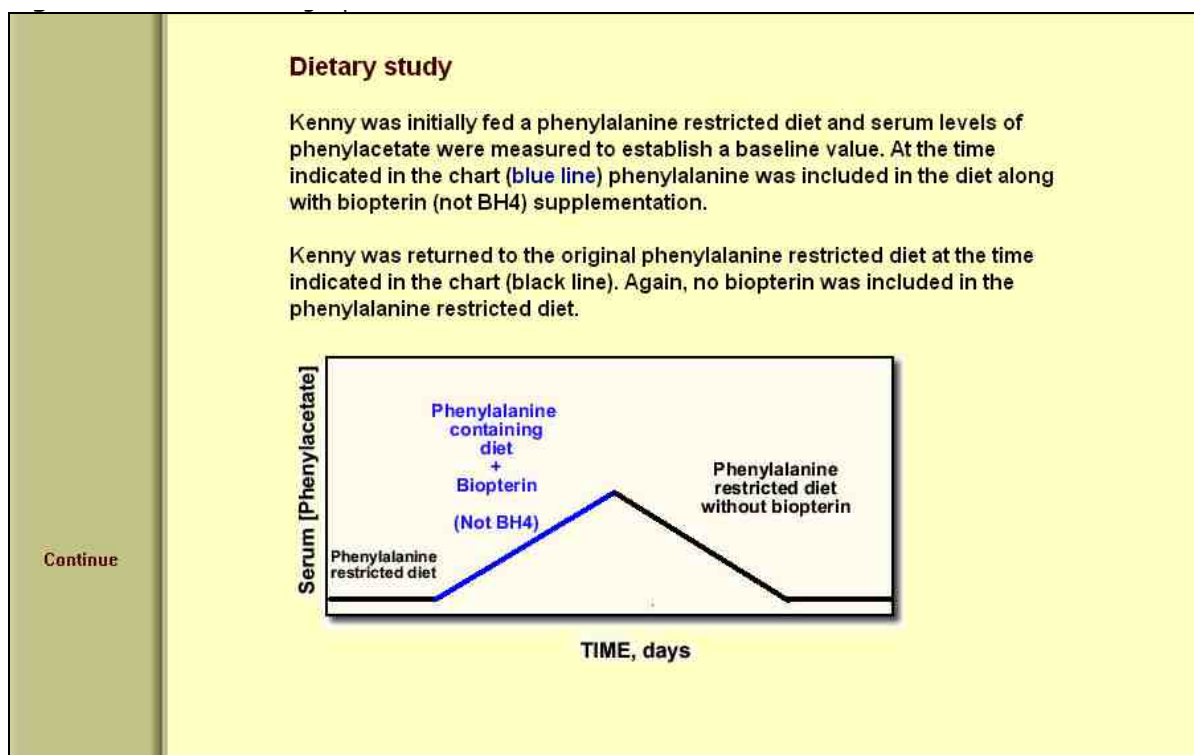 Dietary study
Kenny was initially fed a phenylalanine restricted diet and serum levels of
phenylacetate were measured to establish a baseline value. At the time
indicated in the chart (blue line) phenylalanine was included in the diet along
with biopterin (not BH4) supplementation.
Kenny was returned to the original phenylalanine restricted diet at the time
indicated in the chart (black line). Again, no biopterin was included in the
phenylalanine restricted diet.
Serum [Phenylacetate]
Phenylalanine
restricted diet
Phenylalanine
containing
diet
+
Biopterin
(Not BH4)
Phenylalanine
restricted diet
without biopterin
TIME, days
Continue